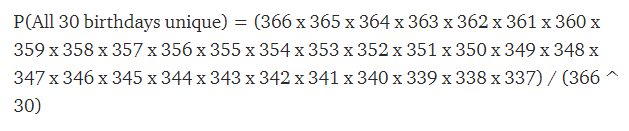 P(All 30 birthdays unique) = (366 x 365 x 364 x 363 x 362 x 361 x 360 x
359 x 358 x 357 x 356 x 355 x 354 x 353 x 352 x 351 x 350 x 349 x 348 x
347 x 346 x 345 x 344 x 343 x 342 x 341 x 340 x 339 x 338 x 337) / (366 ^
30)